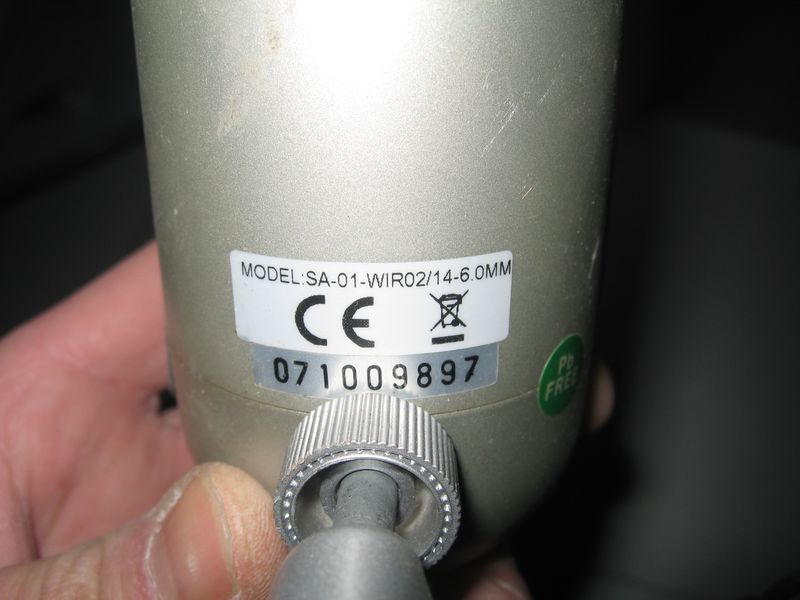 MODEL:SA-01-WIR02/14-6.0MM
CE
071009897
Pb
FREE